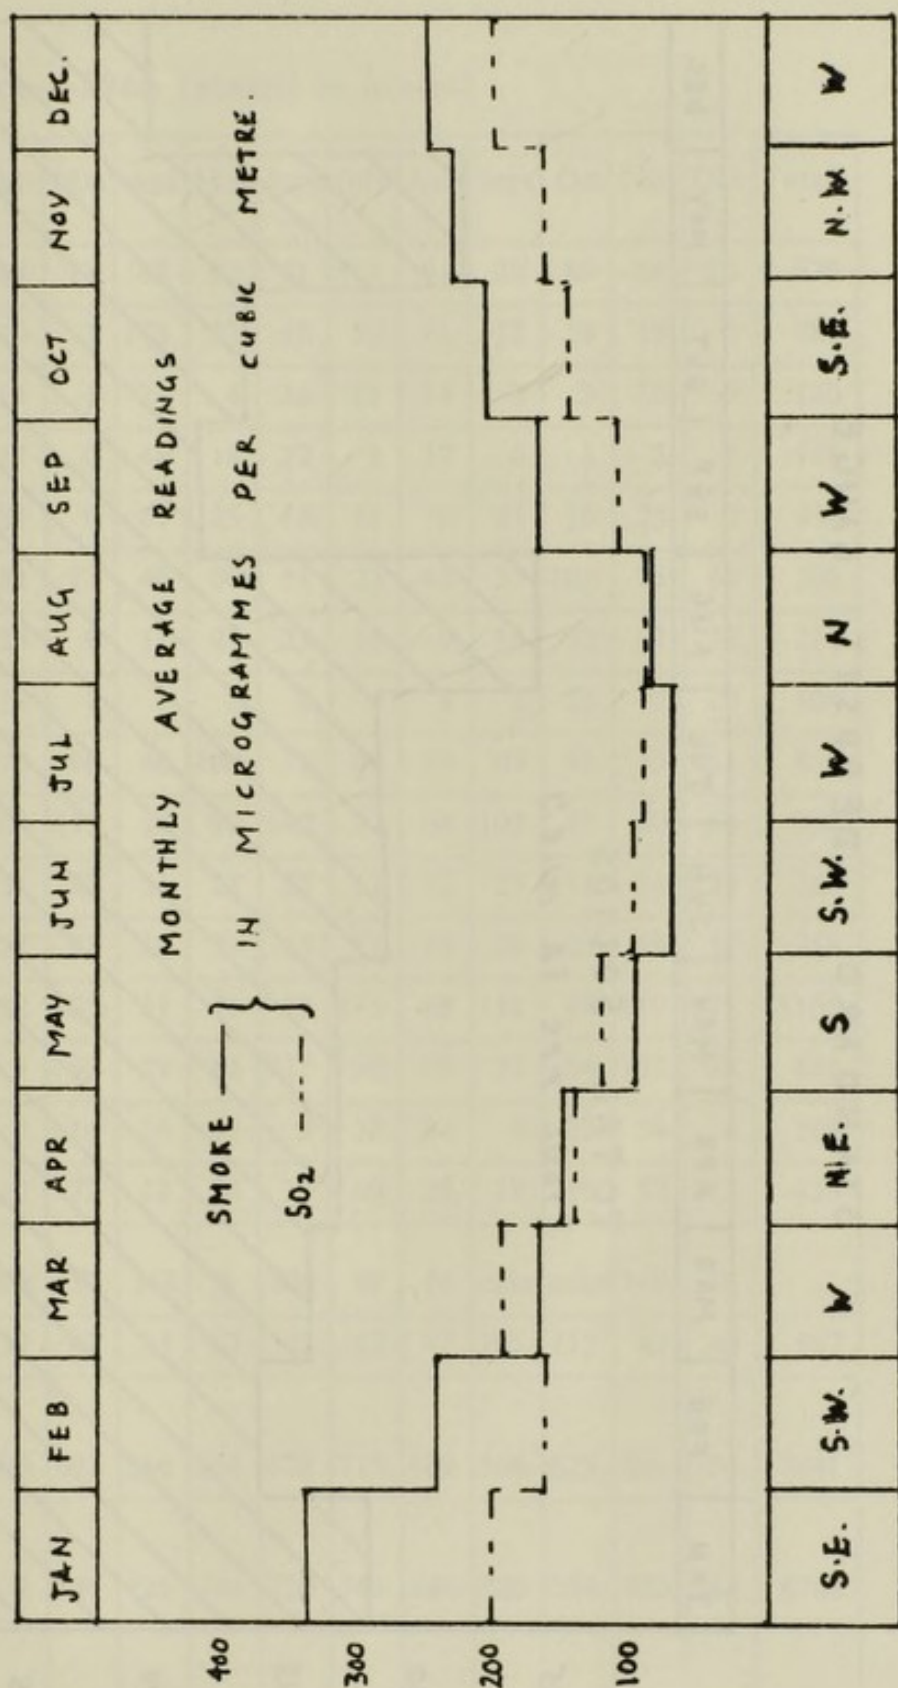 JAN FEB MAR APR MAY JUN JUL AUG SEP OCT NOV DEC.
MONTHLY AVERAGE READINGS
SMOKE
IN MICROGRAMMES PER CUBIC METRE.
SO2
400
300
200
100
S.E. S.W. W N.E. S S.W. W N W S.E. N.W W